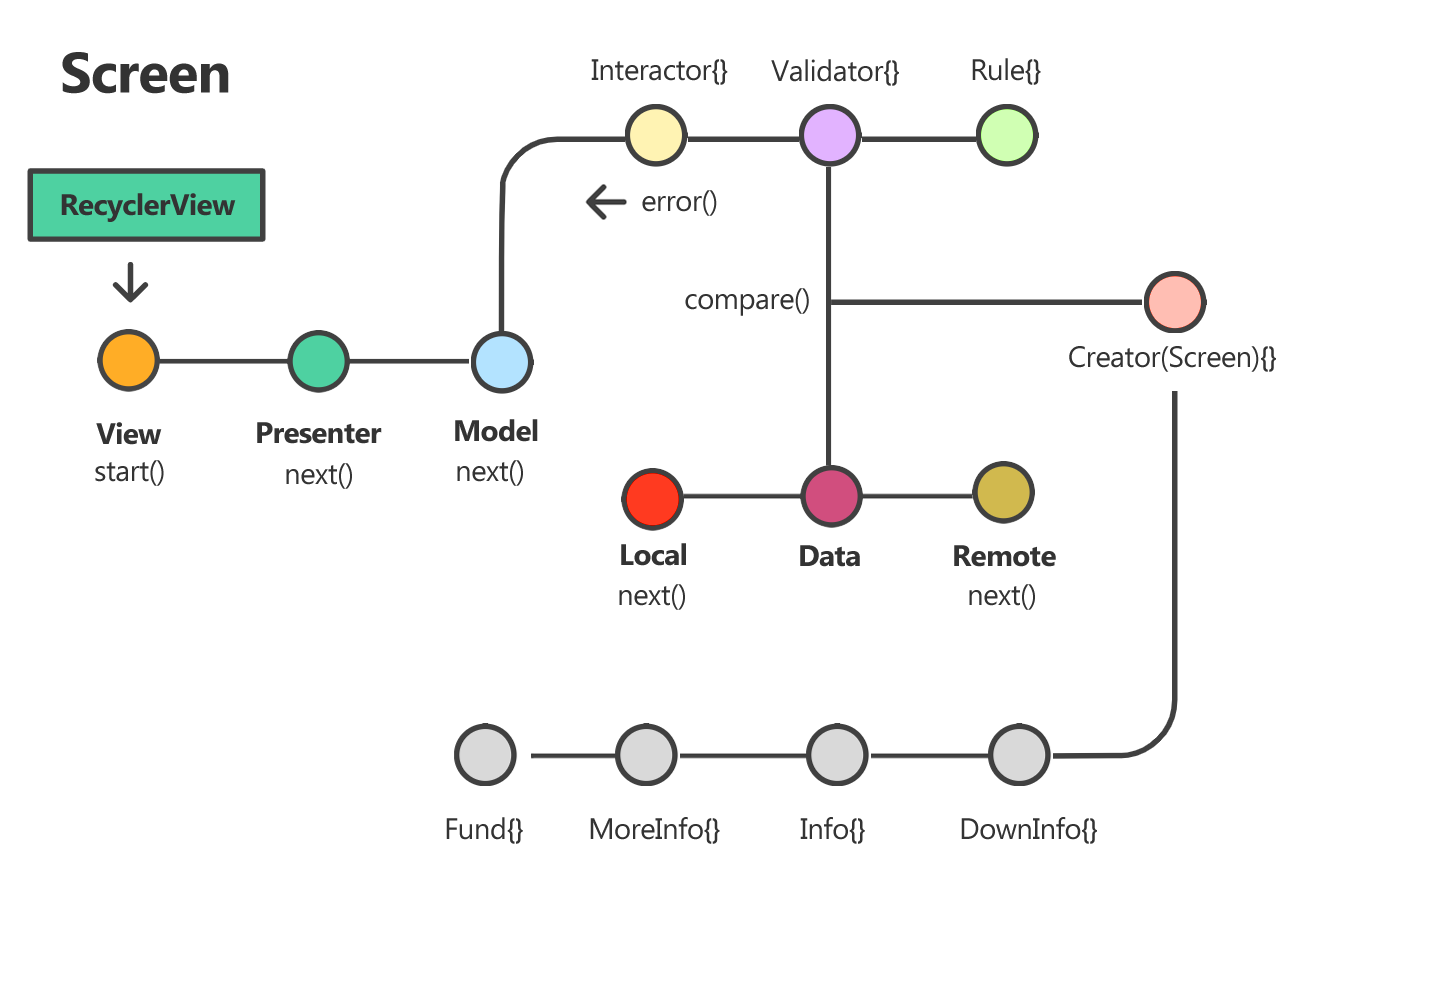 Screen
RecyclerView
Interactor{}
Validator{}
Rule{}
error()
compare()
Creator(Screen){}
View
start()
Presenter
next()
Model
next()
Local
next()
Data
Remote
next()
Fund{}
MoreInfo{}
Info{}
DownInfo{}